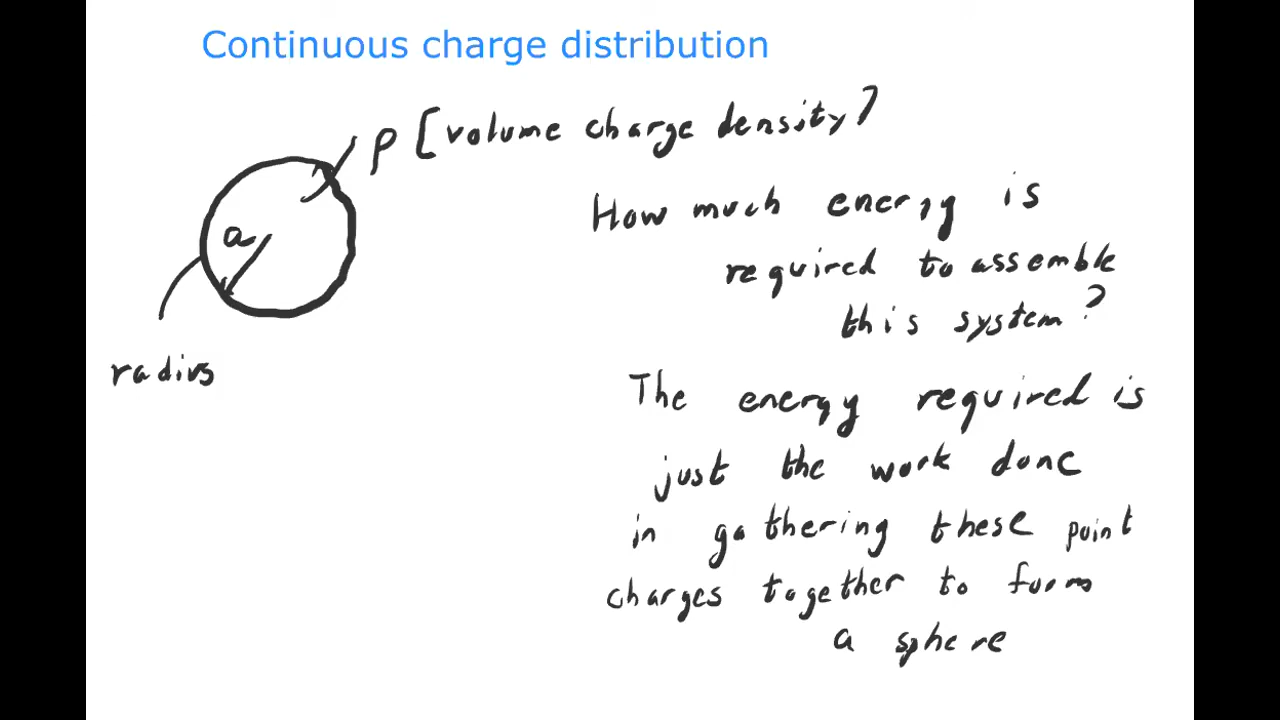 Continuous charge distribution
ρ [volume charge density]
How much energy is
required to assemble
this system?
a
radius
The energy required is
just the work done
in gathering these point
charges together to form
a sphere